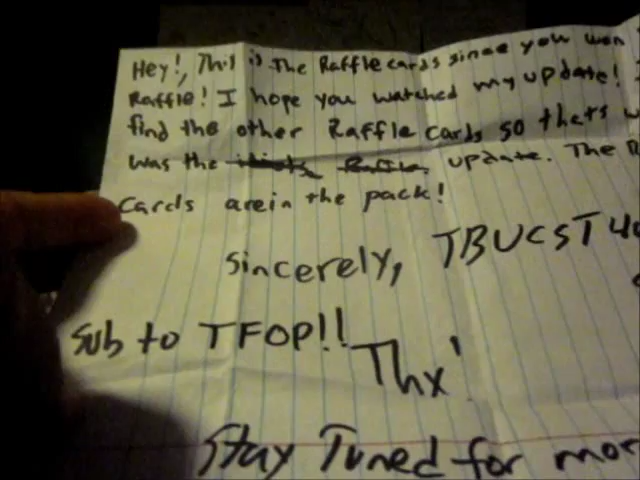 Hey!, This is The Raffle cards since you won
Raffle! I hope you watched my update!
find the other Raffle cards so thats
was the update. The
Cards are in the pack!
Sincerely, TBUCST
Sub to TFOP!!
Thx'
Stay Tuned for